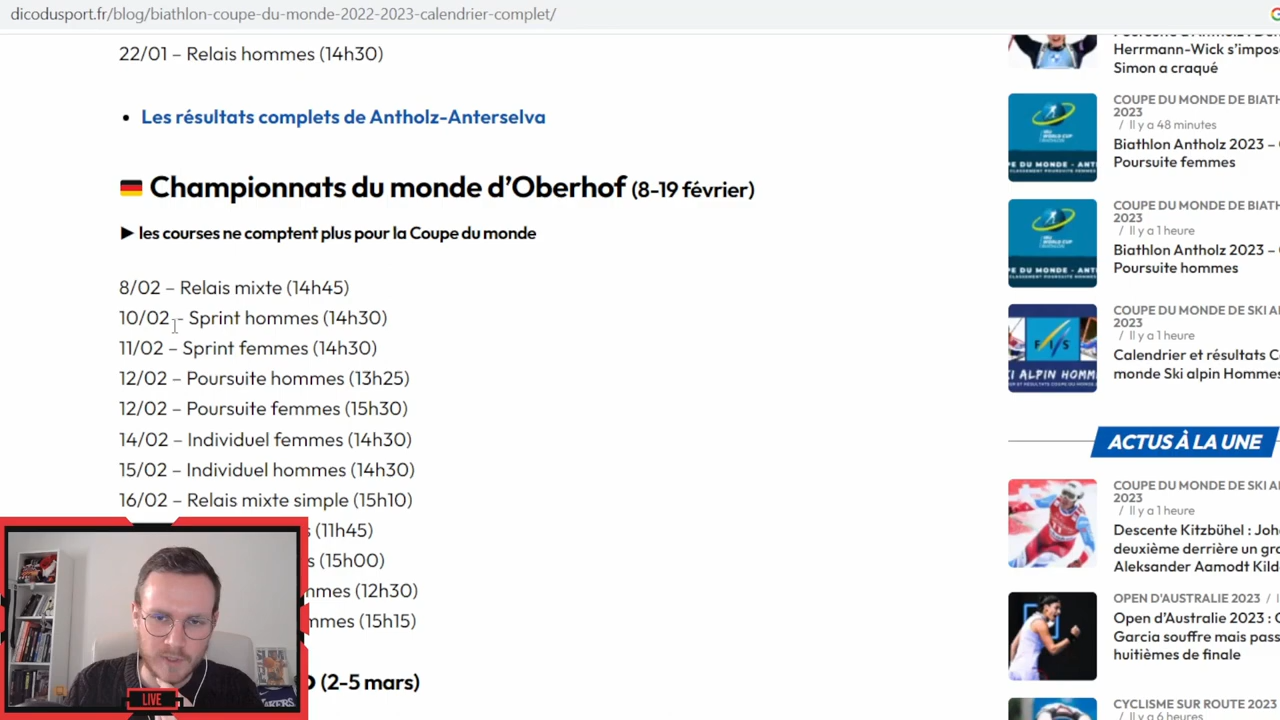 dicodusport.fr/blog/biathlon-coupe-du-monde-2022-2023-calendrier-complet/
22/01 – Relais hommes (14h30)
• Les résultats complets de Antholz-Anterselva
Championnats du monde d'Oberhof (8-19 février)
► les courses ne comptent plus pour la Coupe du monde
8/02 – Relais mixte (14h45)
10/02 – Sprint hommes (14h30)
11/02 – Sprint femmes (14h30)
12/02 – Poursuite hommes (13h25)
12/02 – Poursuite femmes (15h30)
14/02 – Individuel femmes (14h30)
15/02 – Individuel hommes (14h30)
16/02 – Relais mixte simple (15h10)
s (11h45)
s (15h00)
mmes (12h30)
mmes (15h15)
(2-5 mars)
LIVE
Herrmann-Wick s'impos
Simon a craqué
COUPE DU MONDE DE BIAT
2023
/ Il y a 48 minutes
Biathlon Antholz 2023 –
Poursuite femmes
COUPE DU MONDE DE BIAT
2023
/ Il y a 1 heure
Biathlon Antholz 2023 –
Poursuite hommes
COUPE DU MONDE DE SKI A
2023
/ Il y a 1 heure
Calendrier et résultats C
monde Ski alpin Hommes
ACTUS À LA UNE
COUPE DU MONDE DE SKI A
2023
/ Il y a 1 heure
Descente Kitzbühel : Joh
deuxième derrière un gr
Aleksander Aamodt Kild
OPEN D'AUSTRALIE 2023 /
Open d'Australie 2023 : C
Garcia souffre mais pass
huitièmes de finale
CYCLISME SUR ROUTE 2023
/ Il y a 6 heures